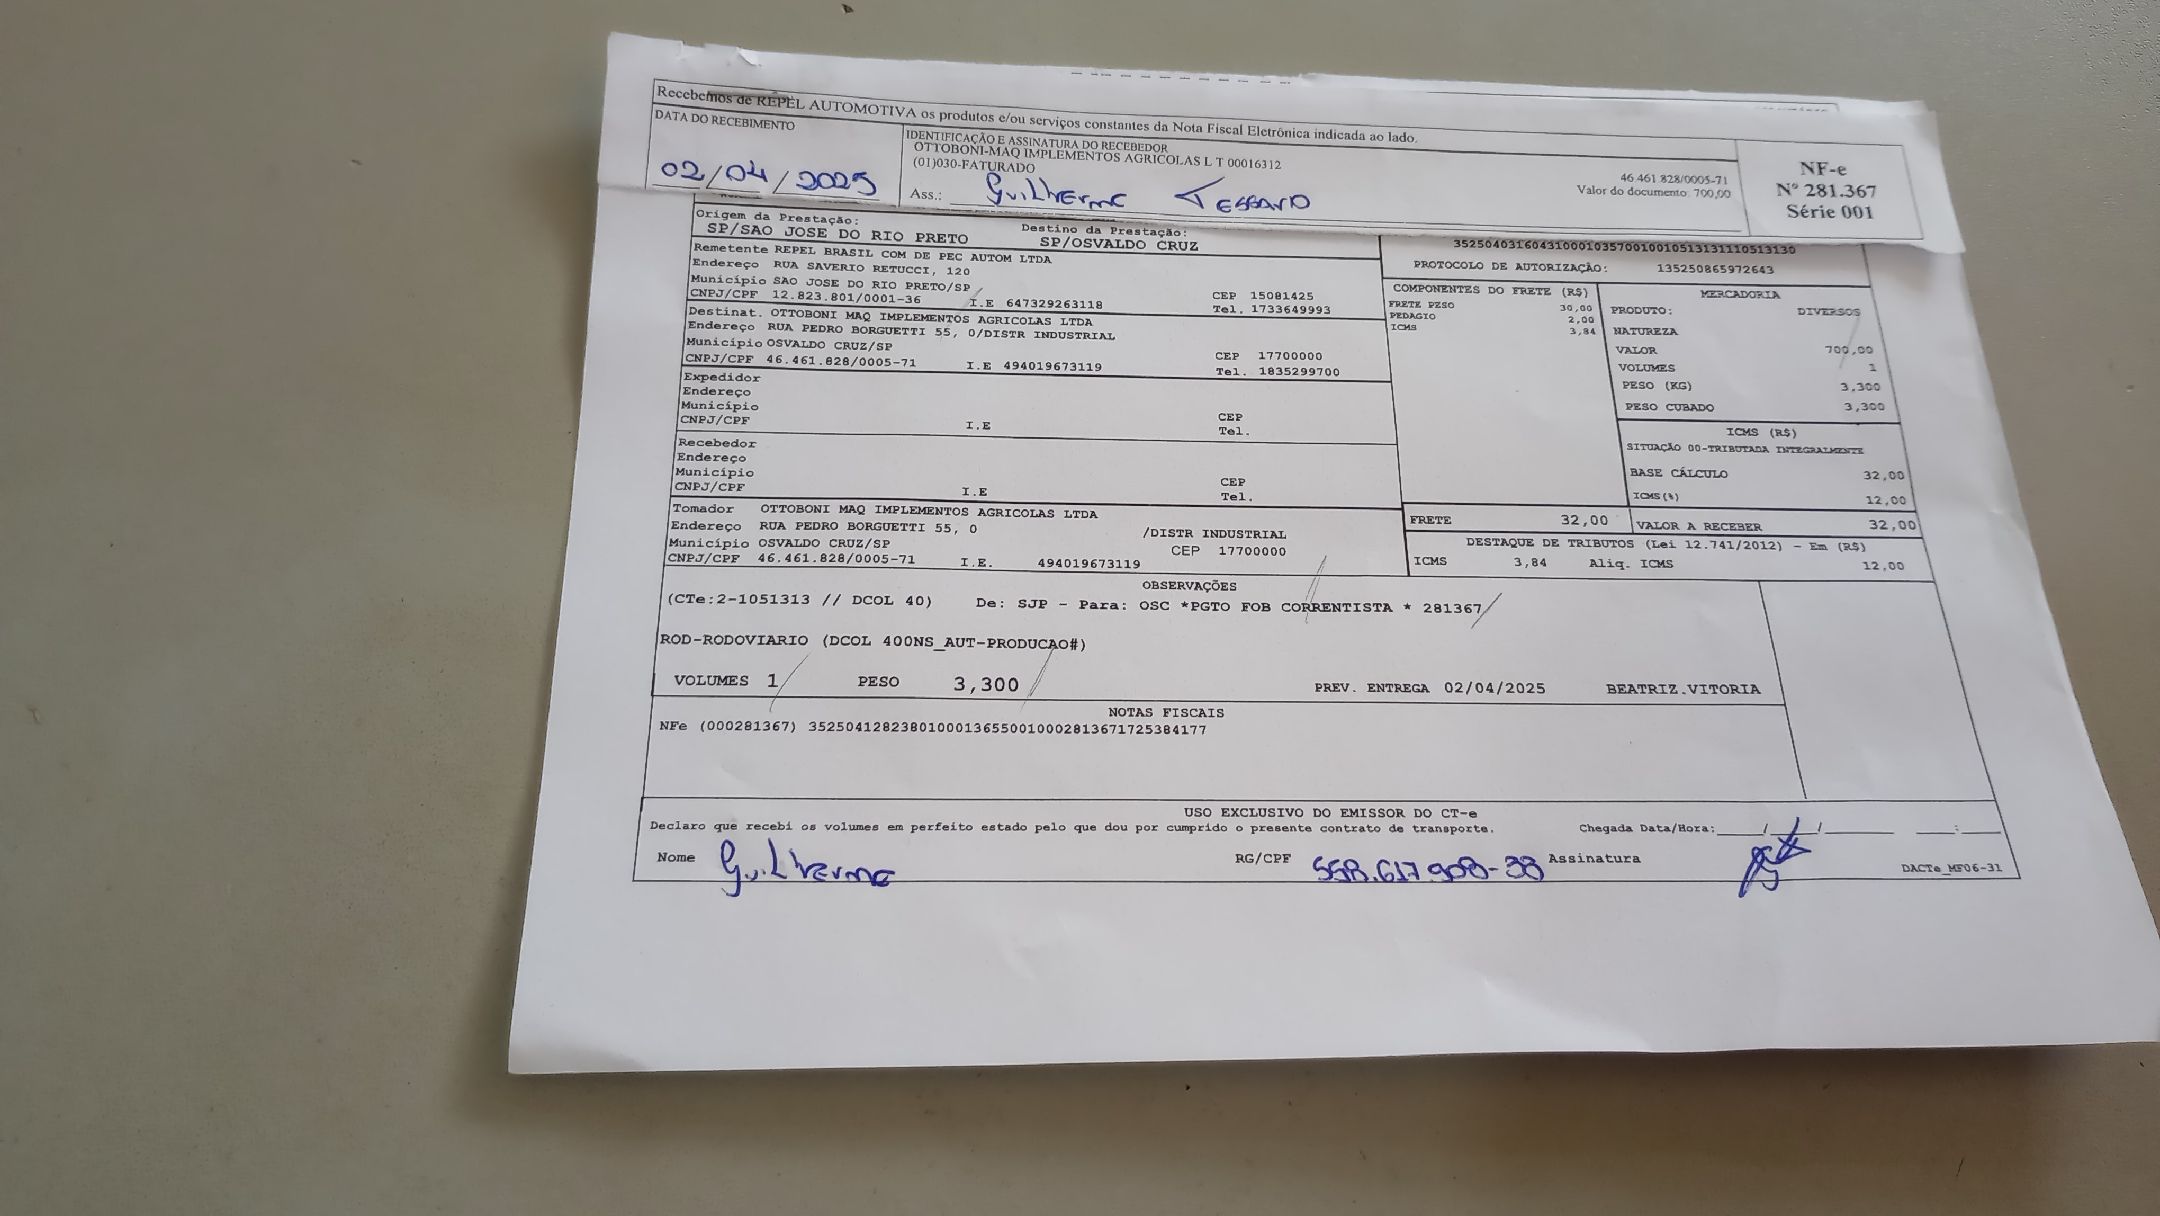 Recebemos de REPEL AUTOMOTIVA os produtos e/ou serviços constantes da Nota Fiscal Eletrônica indicada ao lado.
DATA DO RECEBIMENTO
02/04/2025
IDENTIFICAÇÃO E ASSINATURA DO RECEBEDOR
OTTOBONI-MAQ IMPLEMENTOS AGRICOLAS L T 00016312
(01)030-FATURADO
46.461.828/0005-71
Valor do documento: 700,00
Ass.: Guilherme
NF-e
Nº 281.367
Série 001
Origem da Prestação: Destino da Prestação:
SP/SAO JOSE DO RIO PRETO SP/OSVALDO CRUZ
Remetente REPEL BRASIL COM DE PEC AUTOM LTDA
Endereço RUA SAVERIO RETUCCI, 120
Município SAO JOSE DO RIO PRETO/SP CEP 15081425
CNPJ/CPF 12.823.801/0001-36 I.E 647329263118 Tel. 1733649993
Destinat. OTTOBONI MAQ IMPLEMENTOS AGRICOLAS LTDA
Endereço RUA PEDRO BORGUETTI 55, 0/DISTR INDUSTRIAL
Município OSVALDO CRUZ/SP CEP 17700000
CNPJ/CPF 46.461.828/0005-71 I.E 494019673119 Tel. 1835299700
Expedidor
Endereço
Município CEP
CNPJ/CPF I.E Tel.
Recebedor
Endereço
Município CEP
CNPJ/CPF I.E Tel.
Tomador OTTOBONI MAQ IMPLEMENTOS AGRICOLAS LTDA
Endereço RUA PEDRO BORGUETTI 55, 0 /DISTR INDUSTRIAL
Município OSVALDO CRUZ/SP CEP 17700000
CNPJ/CPF 46.461.828/0005-71 I.E. 494019673119
35250403160431000103570010010513131110513130
PROTOCOLO DE AUTORIZAÇÃO: 135250865972643
COMPONENTES DO FRETE (R$)
FRETE PESO 30,00
PEDAGIO 2,00
ICMS 3,84
MERCADORIA
PRODUTO: DIVERSOS
NATUREZA
VALOR 700,00
VOLUMES 1
PESO (KG) 3,300
PESO CUBADO 3,300
ICMS (R$)
SITUAÇÃO 00-TRIBUTADA INTEGRALMENTE
BASE CÁLCULO 32,00
ICMS(%) 12,00
FRETE 32,00 VALOR A RECEBER 32,00
DESTAQUE DE TRIBUTOS (Lei 12.741/2012) - Em (R$)
ICMS 3,84 Aliq. ICMS 12,00
OBSERVAÇÕES
(CTe:2-1051313 // DCOL 40) De: SJP - Para: OSC *PGTO FOB CORRENTISTA * 281367
ROD-RODOVIARIO (DCOL 400NS_AUT-PRODUCAO#)
VOLUMES 1 PESO 3,300 PREV. ENTREGA 02/04/2025 BEATRIZ.VITORIA
NOTAS FISCAIS
NFe (000281367) 35250412823801000136550010002813671725384177
USO EXCLUSIVO DO EMISSOR DO CT-e
Declaro que recebi os volumes em perfeito estado pelo que dou por cumprido o presente contrato de transporte. Chegada Data/Hora:____/____/______ ____:____
Nome Guilherme RG/CPF 558.617.908-38 Assinatura
DACTe_MF06-31